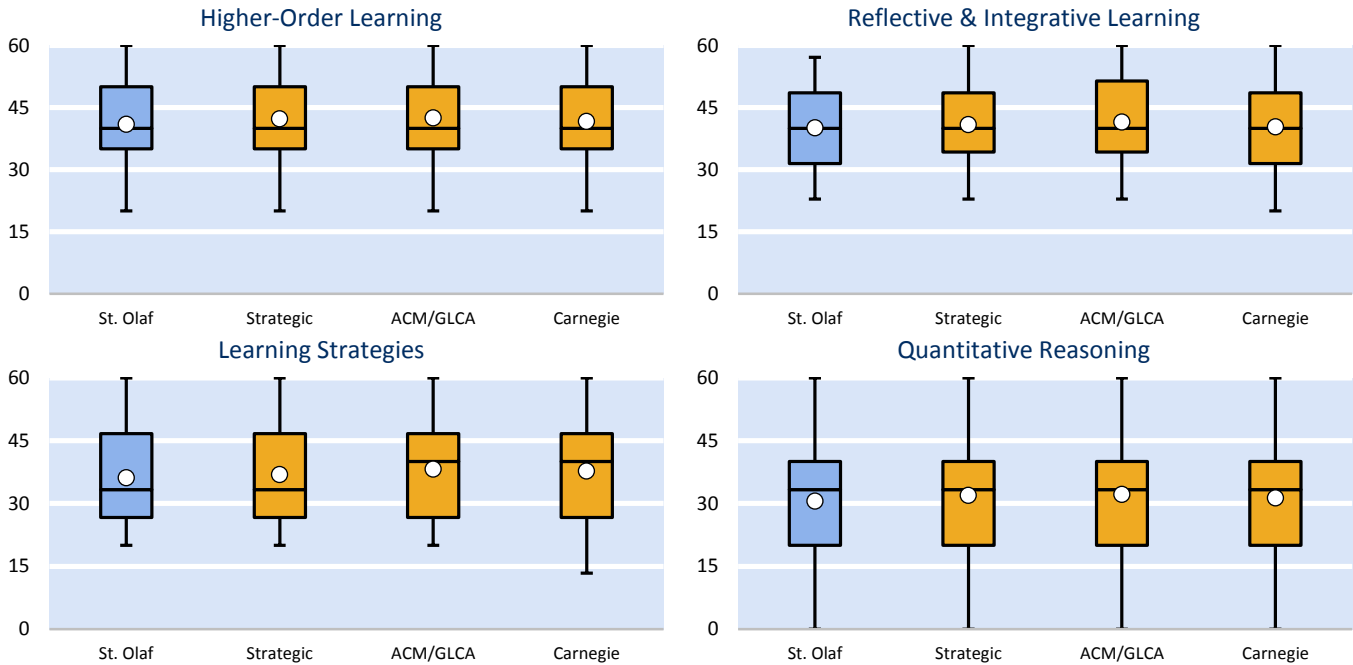 Higher-Order Learning
60
45
30
15
0
St. Olaf Strategic ACM/GLCA Carnegie
Reflective & Integrative Learning
60
45
30
15
0
St. Olaf Strategic ACM/GLCA Carnegie
Learning Strategies
60
45
30
15
0
St. Olaf Strategic ACM/GLCA Carnegie
Quantitative Reasoning
60
45
30
15
0
St. Olaf Strategic ACM/GLCA Carnegie